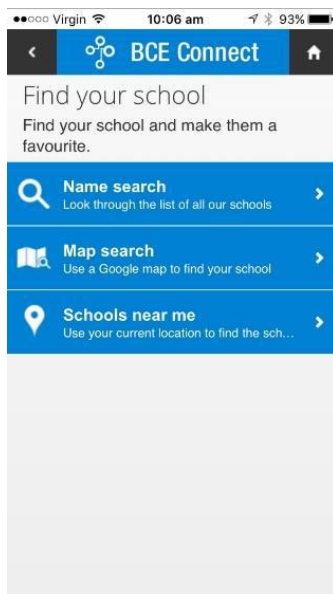 Virgin 10:06 am 93%
BCE Connect
Find your school
Find your school and make them a
favourite.
Name search
Look through the list of all our schools
Map search
Use a Google map to find your school
Schools near me
Use your current location to find the sch...